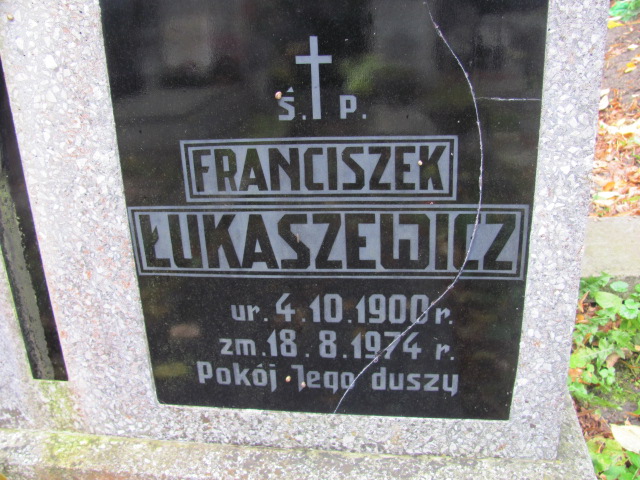 Ś. P.
FRANCISZEK
ŁUKASZEWICZ
ur. 4.10.1900 r.
zm. 18.8.1974 r.
Pokój Jego duszy